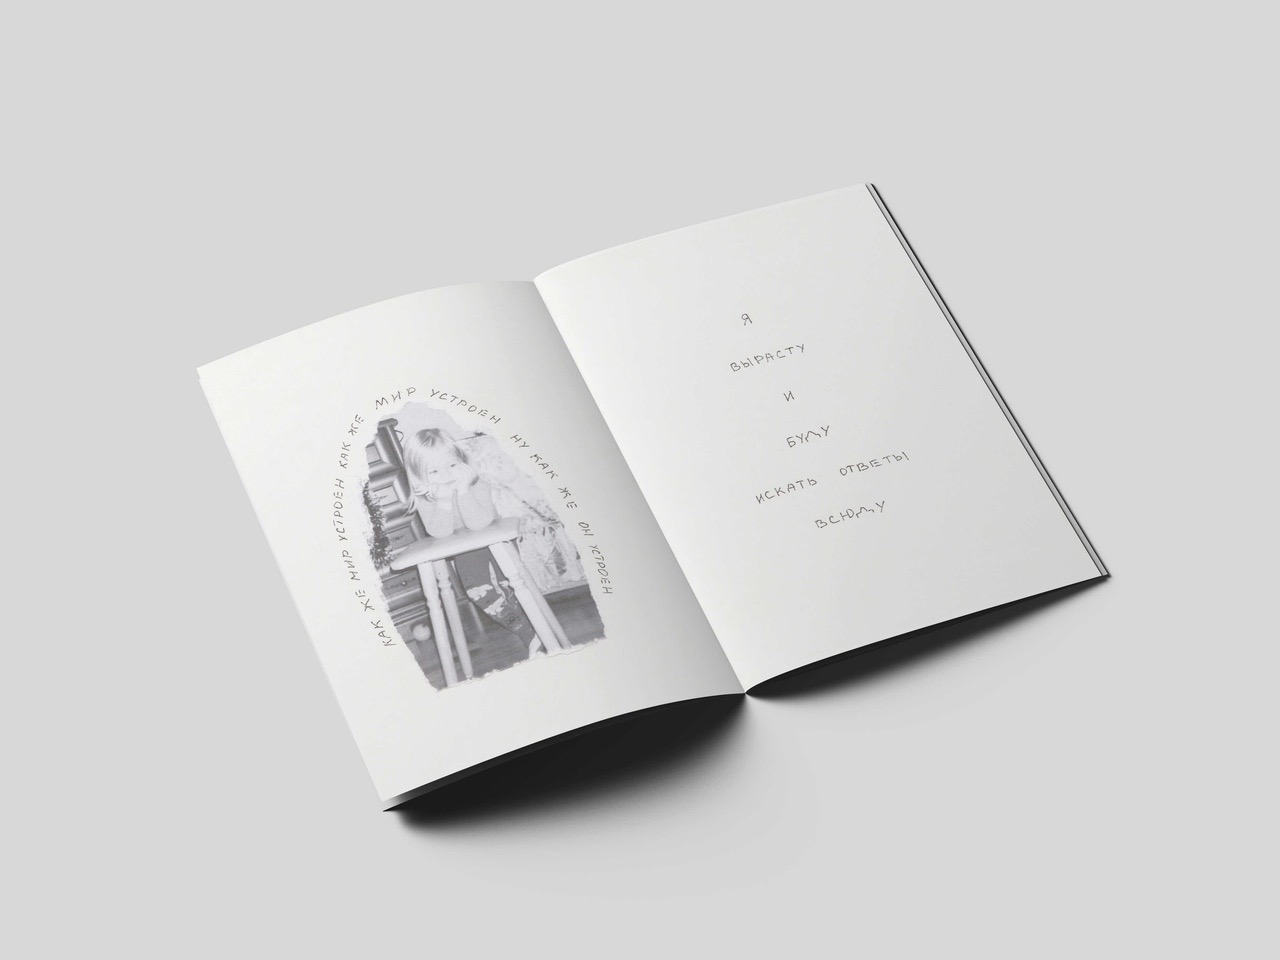 КАК ЖЕ МИР УСТРОЕН КАК ЖЕ МИР УСТРОЕН НУ КАК ЖЕ ОН УСТРОЕН
Я
ВЫРАСТУ
И
БУДУ
ИСКАТЬ ОТВЕТЫ
ВСЮДУ